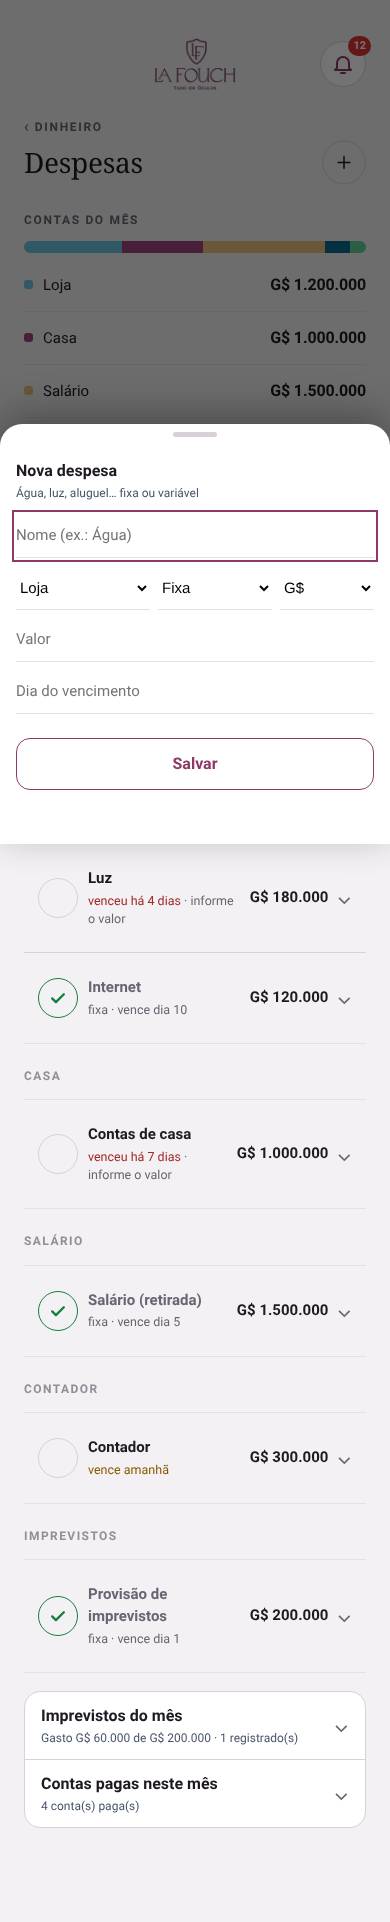 12
LA FOUCH
‹ DINHEIRO
Despesas
+
CONTAS DO MÊS
Loja G$ 1.200.000
Casa G$ 1.000.000
Salário G$ 1.500.000
Nova despesa
Água, luz, aluguel… fixa ou variável
Nome (ex.: Água)
Loja Fixa G$
Valor
Dia do vencimento
Salvar
Luz
venceu há 4 dias · informe
o valor
G$ 180.000
Internet
fixa · vence dia 10
G$ 120.000
CASA
Contas de casa
venceu há 7 dias ·
informe o valor
G$ 1.000.000
SALÁRIO
Salário (retirada)
fixa · vence dia 5
G$ 1.500.000
CONTADOR
Contador
vence amanhã
G$ 300.000
IMPREVISTOS
Provisão de
imprevistos
fixa · vence dia 1
G$ 200.000
Imprevistos do mês
Gasto G$ 60.000 de G$ 200.000 · 1 registrado(s)
Contas pagas neste mês
4 conta(s) paga(s)